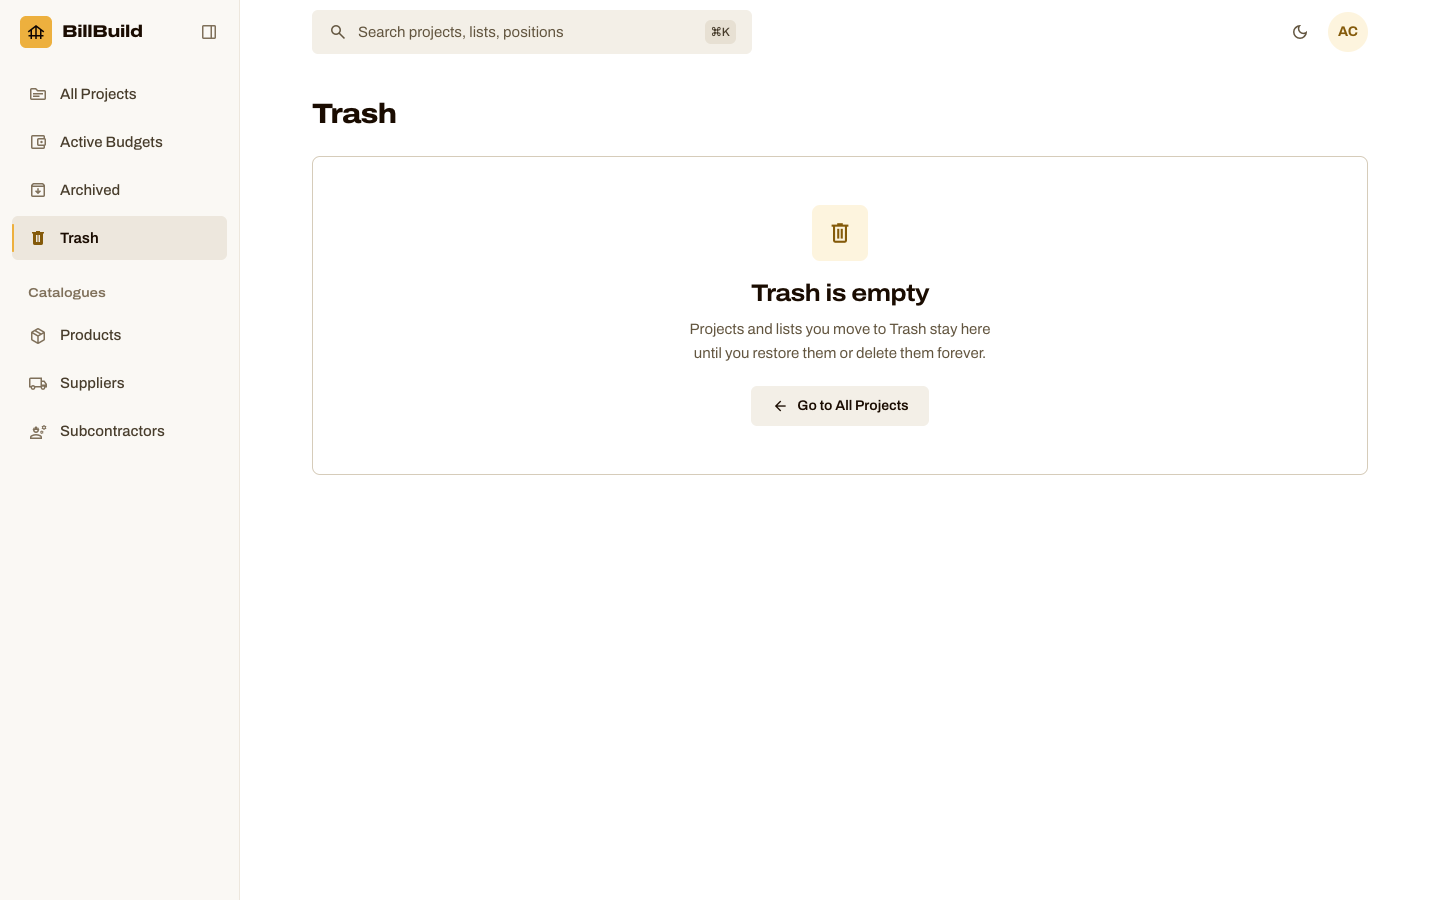 BillBuild
Search projects, lists, positions
⌘K
AC
All Projects
Active Budgets
Archived
Trash
Catalogues
Products
Suppliers
Subcontractors
Trash
Trash is empty
Projects and lists you move to Trash stay here
until you restore them or delete them forever.
Go to All Projects